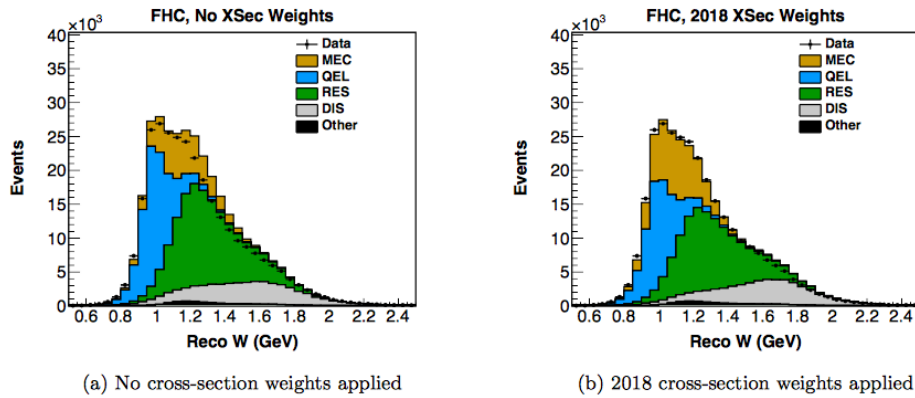 FHC, No XSec Weights
40×10³
35
30
25
20
15
10
5
0
Events
Data
MEC
QEL
RES
DIS
Other
0.6 0.8 1 1.2 1.4 1.6 1.8 2 2.2 2.4
Reco W (GeV)
(a) No cross-section weights applied
FHC, 2018 XSec Weights
40×10³
35
30
25
20
15
10
5
0
Events
Data
MEC
QEL
RES
DIS
Other
0.6 0.8 1 1.2 1.4 1.6 1.8 2 2.2 2.4
Reco W (GeV)
(b) 2018 cross-section weights applied